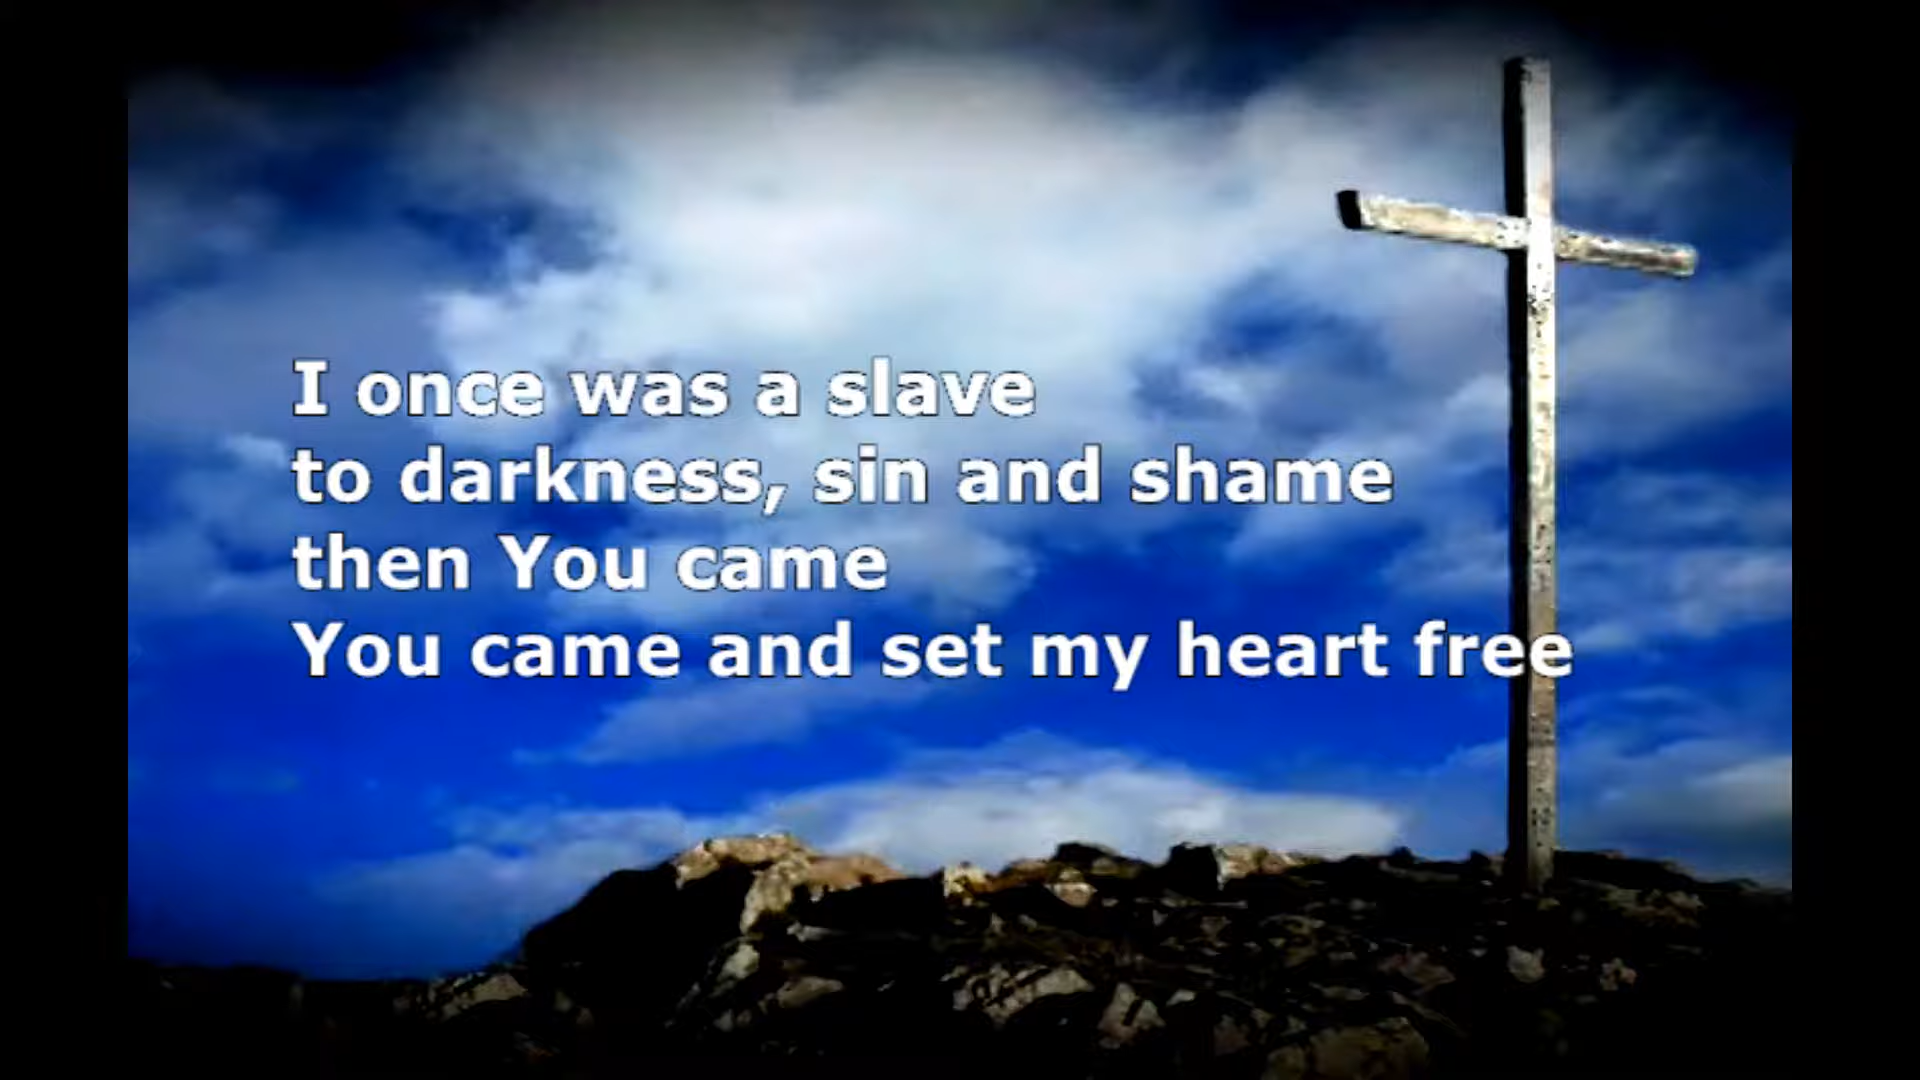 I once was a slave
to darkness, sin and shame
then You came
You came and set my heart free